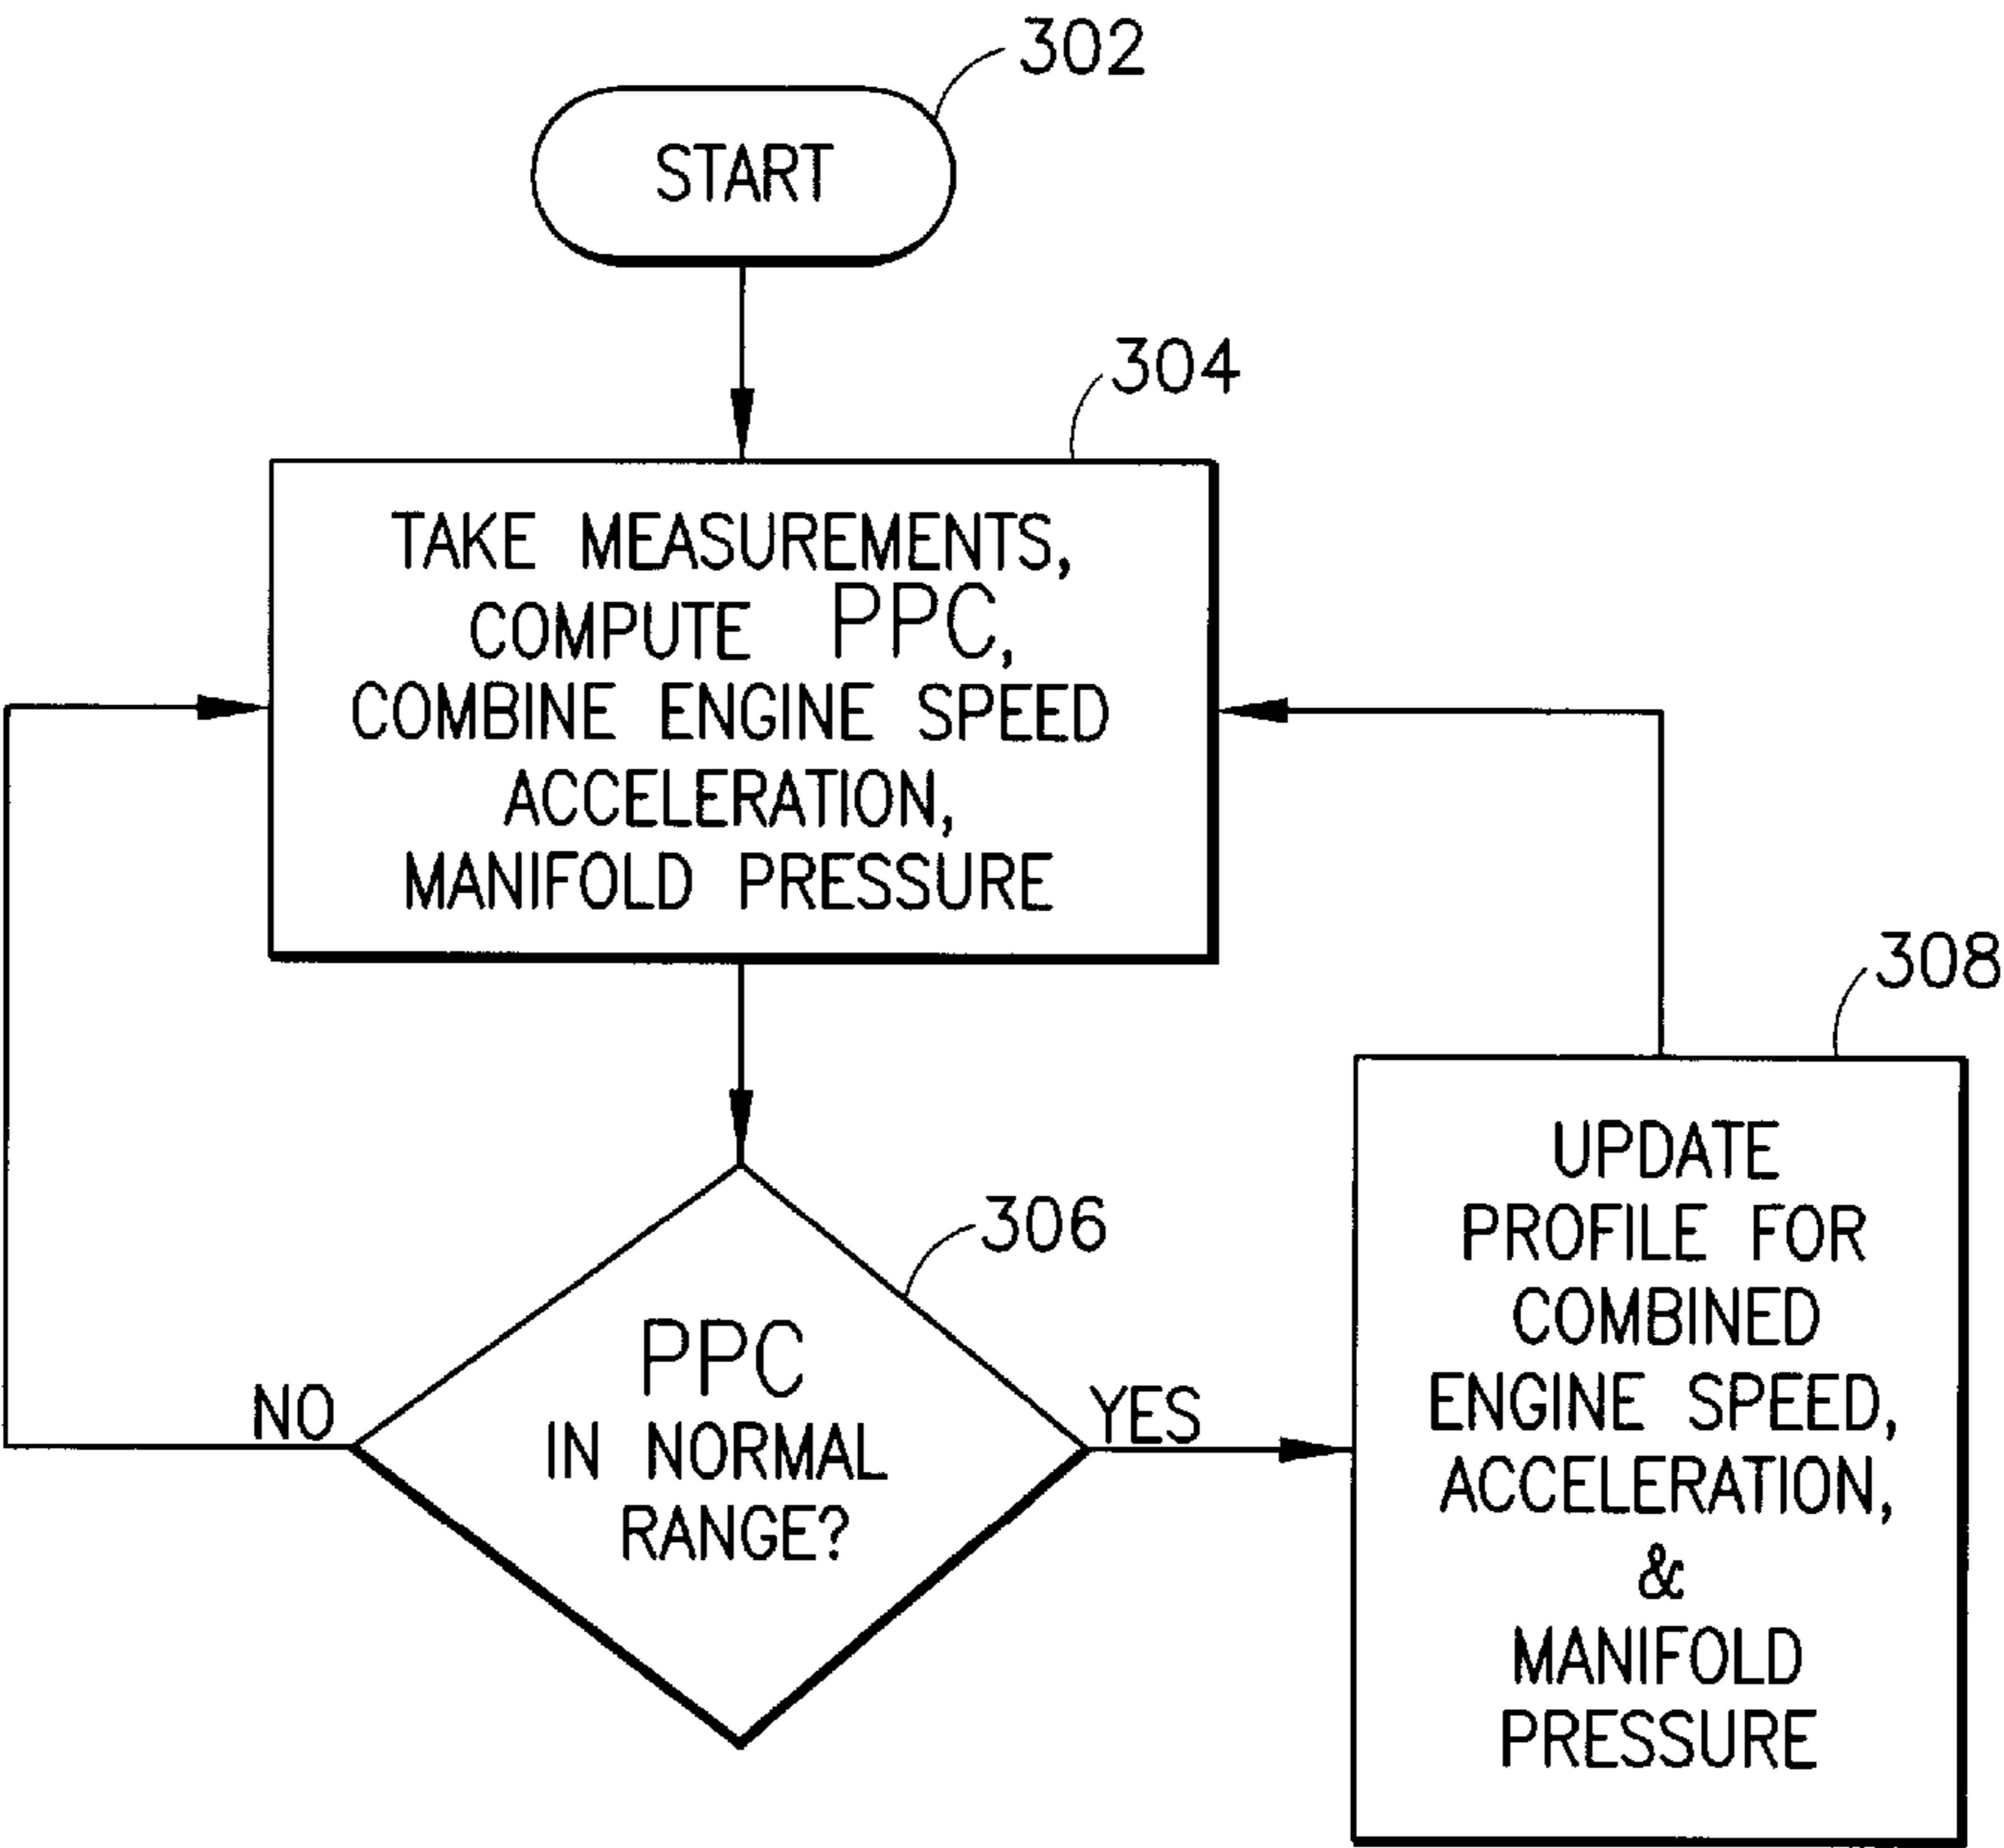 302
START
304
TAKE MEASUREMENTS,
COMPUTE PPC,
COMBINE ENGINE SPEED
ACCELERATION,
MANIFOLD PRESSURE
306
PPC
IN NORMAL
RANGE?
NO
YES
308
UPDATE
PROFILE FOR
COMBINED
ENGINE SPEED,
ACCELERATION,
&
MANIFOLD
PRESSURE